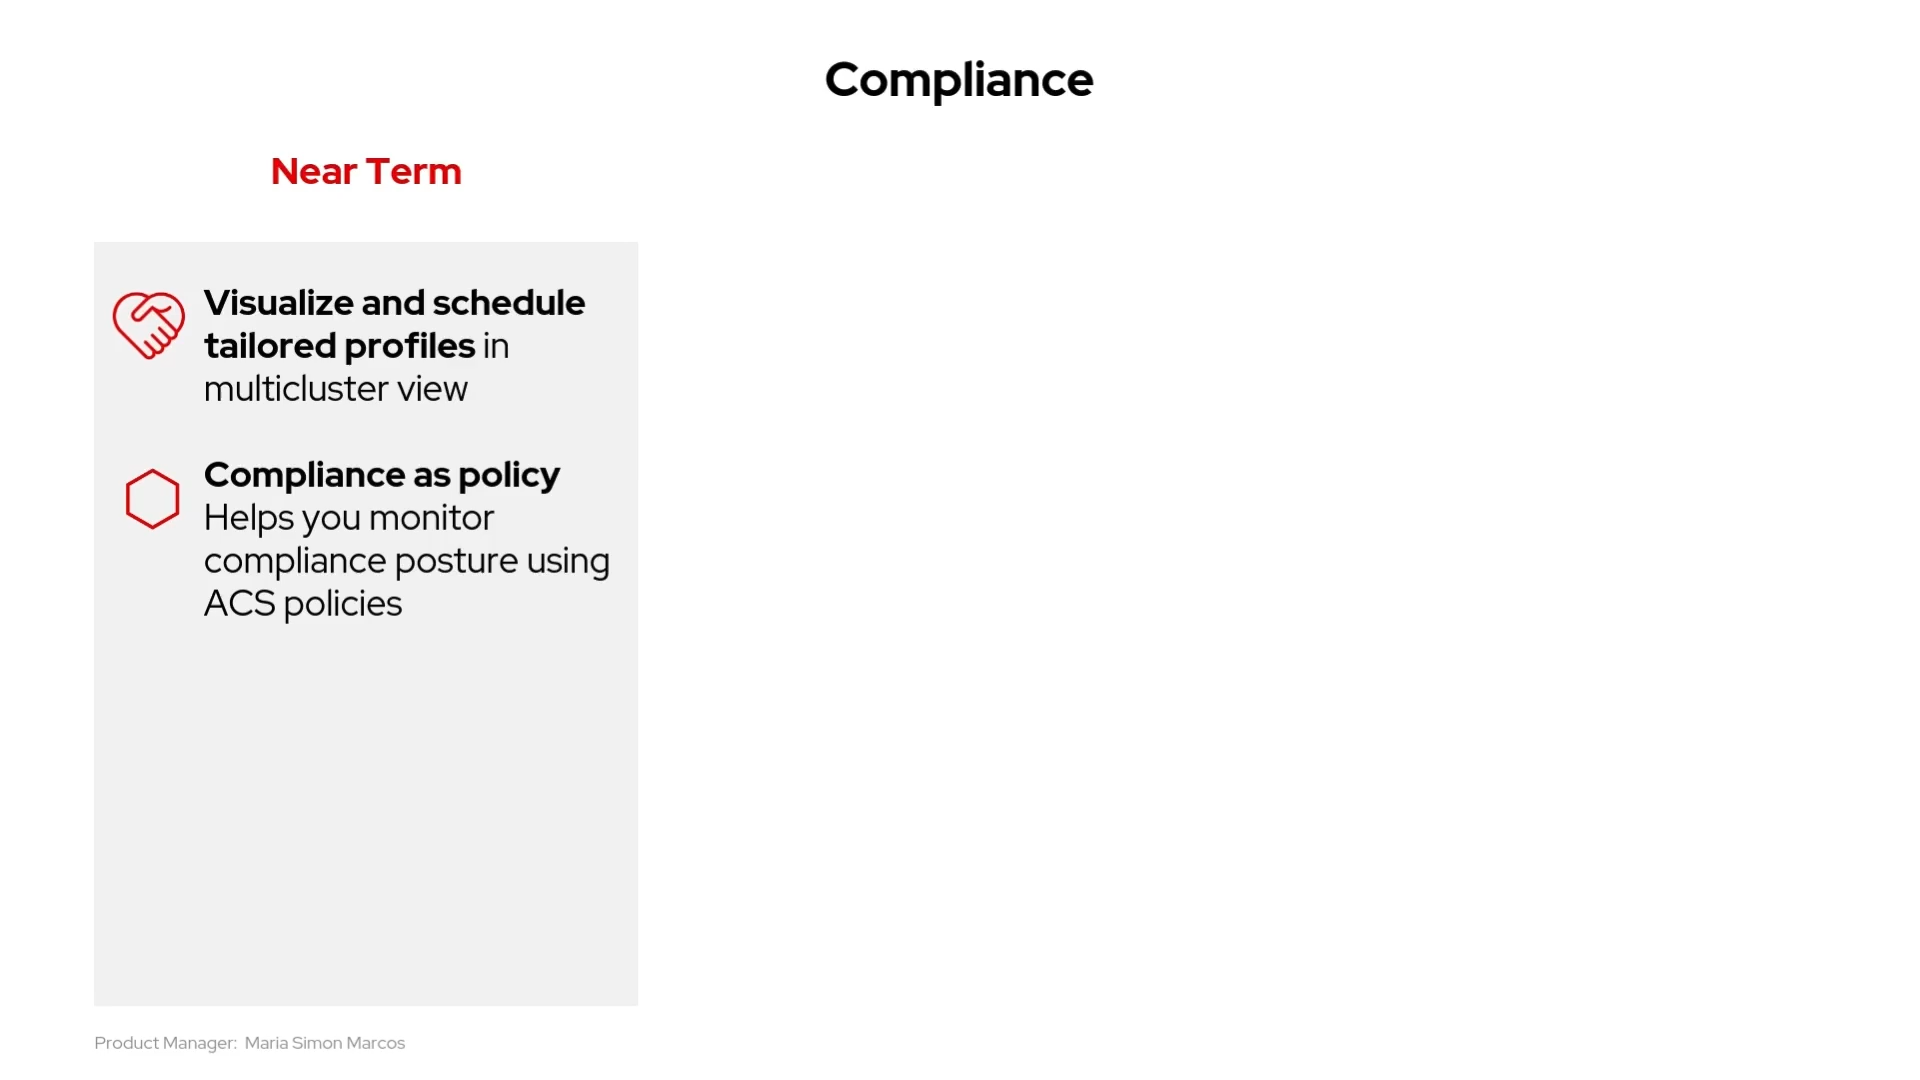 Compliance
Near Term
Visualize and schedule
tailored profiles in
multicluster view
Compliance as policy
Helps you monitor
compliance posture using
ACS policies
Product Manager: Maria Simon Marcos